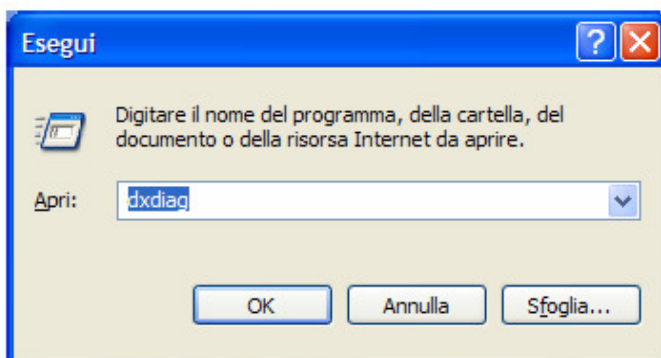 Esegui
Digitare il nome del programma, della cartella, del
documento o della risorsa Internet da aprire.
Apri: dxdiag
OK Annulla Sfoglia...